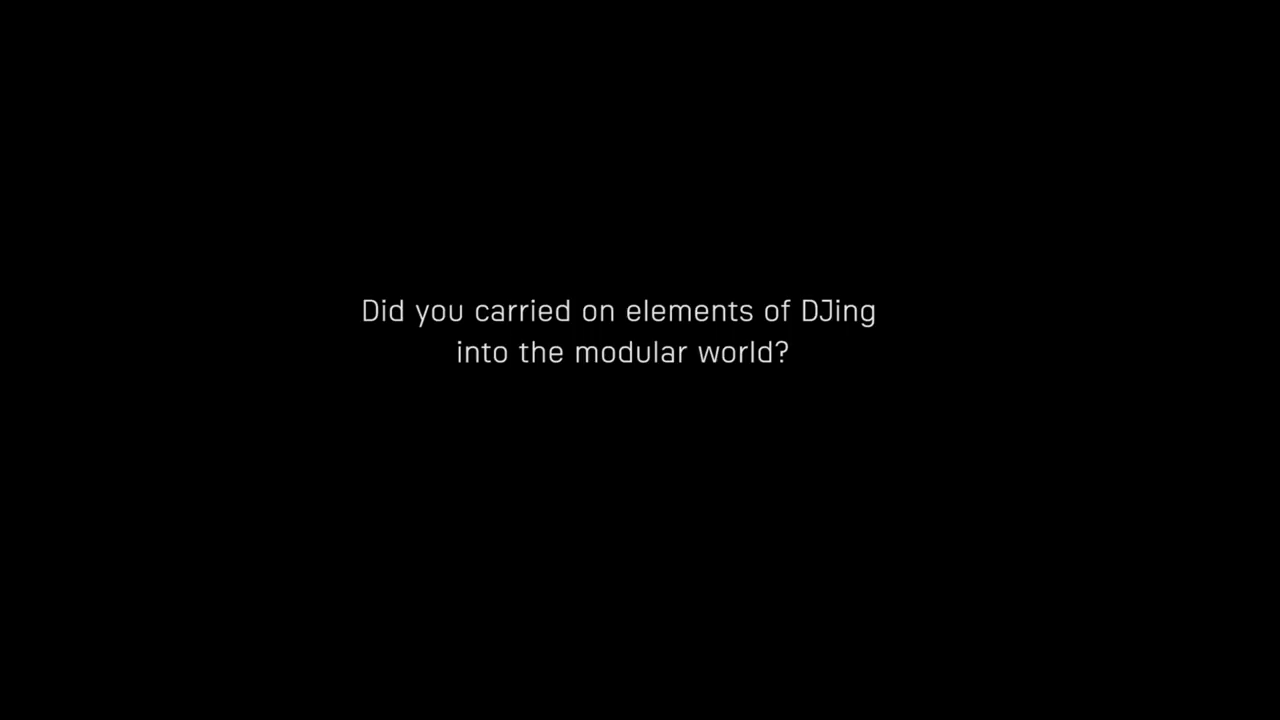 Did you carried on elements of DJing
into the modular world?